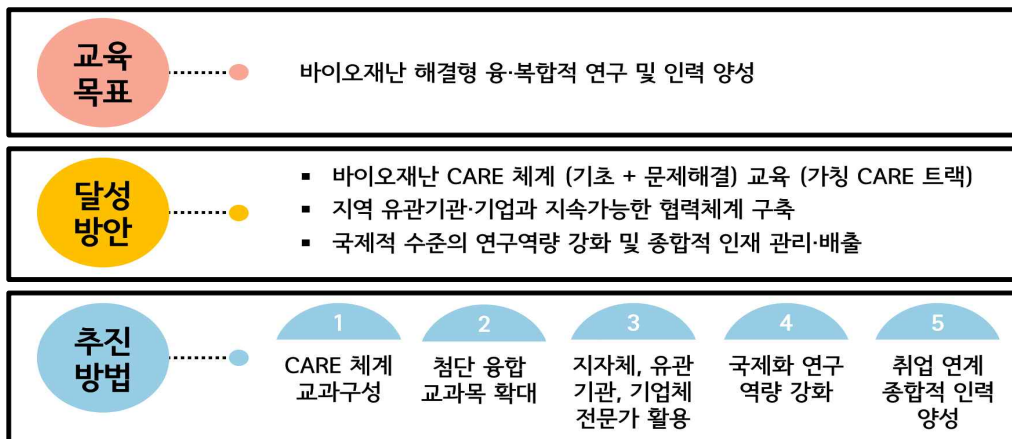 교육
목표
바이오재난 해결형 융·복합적 연구 및 인력 양성
달성
방안
▪ 바이오재난 CARE 체계 (기초 + 문제해결) 교육 (가칭 CARE 트랙)
▪ 지역 유관기관·기업과 지속가능한 협력체계 구축
▪ 국제적 수준의 연구역량 강화 및 종합적 인재 관리·배출
추진
방법
1
CARE 체계
교과구성
2
첨단 융합
교과목 확대
3
지자체, 유관
기관, 기업체
전문가 활용
4
국제화 연구
역량 강화
5
취업 연계
종합적 인력
양성